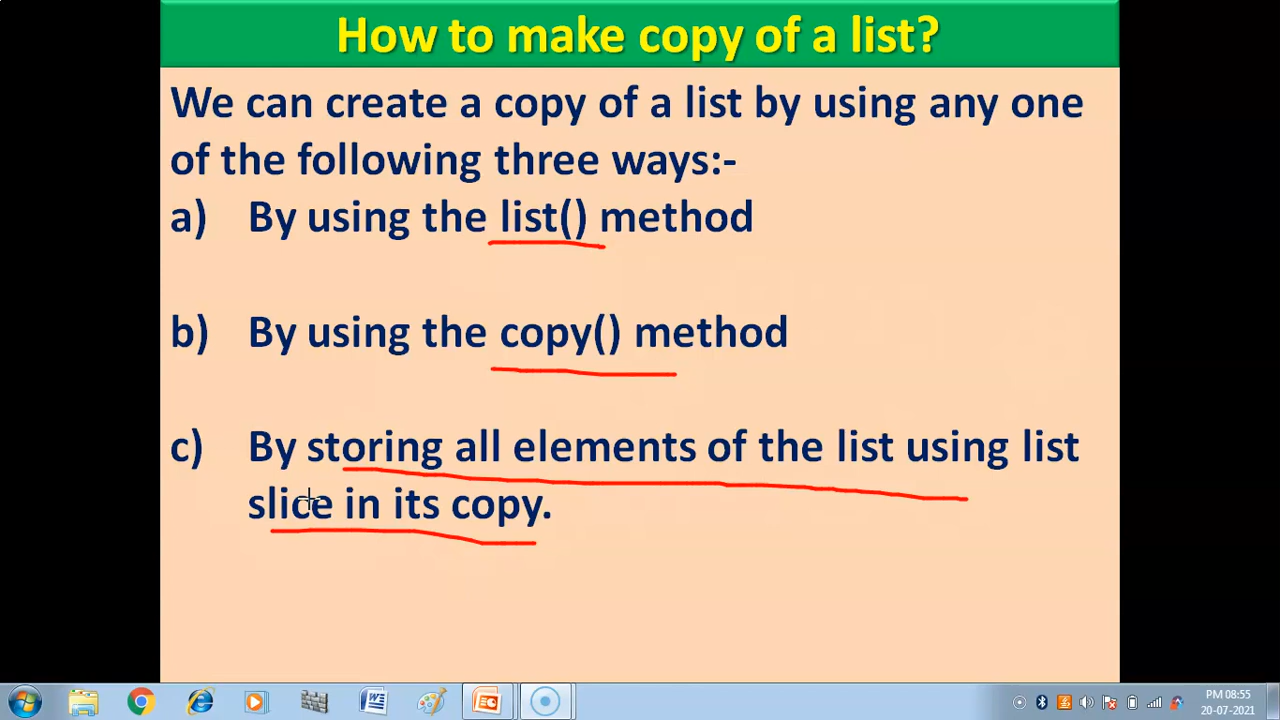 How to make copy of a list?
We can create a copy of a list by using any one
of the following three ways:-
a) By using the list() method
b) By using the copy() method
c) By storing all elements of the list using list
slice in its copy.
PM 08:55
20-07-2021